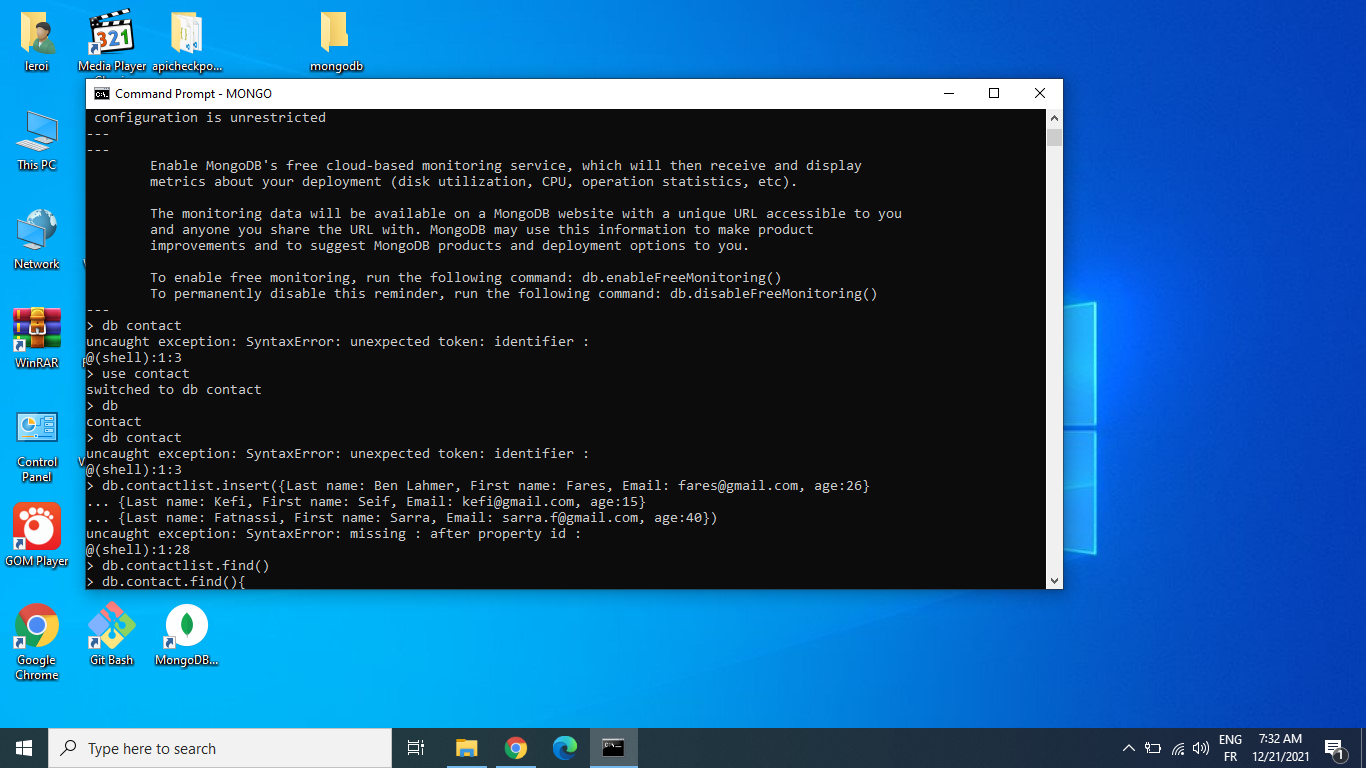 leroi
Media Player
apicheckpo...
mongodb
This PC
Network
WinRAR
Control
Panel
GOM Player
Google
Chrome
Git Bash
MongoDB...
Command Prompt - MONGO
configuration is unrestricted
---
---
Enable MongoDB's free cloud-based monitoring service, which will then receive and display
metrics about your deployment (disk utilization, CPU, operation statistics, etc).
The monitoring data will be available on a MongoDB website with a unique URL accessible to you
and anyone you share the URL with. MongoDB may use this information to make product
improvements and to suggest MongoDB products and deployment options to you.
To enable free monitoring, run the following command: db.enableFreeMonitoring()
To permanently disable this reminder, run the following command: db.disableFreeMonitoring()
---
> db contact
uncaught exception: SyntaxError: unexpected token: identifier :
@(shell):1:3
> use contact
switched to db contact
> db
contact
> db contact
uncaught exception: SyntaxError: unexpected token: identifier :
@(shell):1:3
> db.contactlist.insert({Last name: Ben Lahmer, First name: Fares, Email: fares@gmail.com, age:26}
... {Last name: Kefi, First name: Seif, Email: kefi@gmail.com, age:15}
... {Last name: Fatnassi, First name: Sarra, Email: sarra.f@gmail.com, age:40})
uncaught exception: SyntaxError: missing : after property id :
@(shell):1:28
> db.contactlist.find()
> db.contact.find(){
Type here to search
ENG
FR
7:32 AM
12/21/2021
1